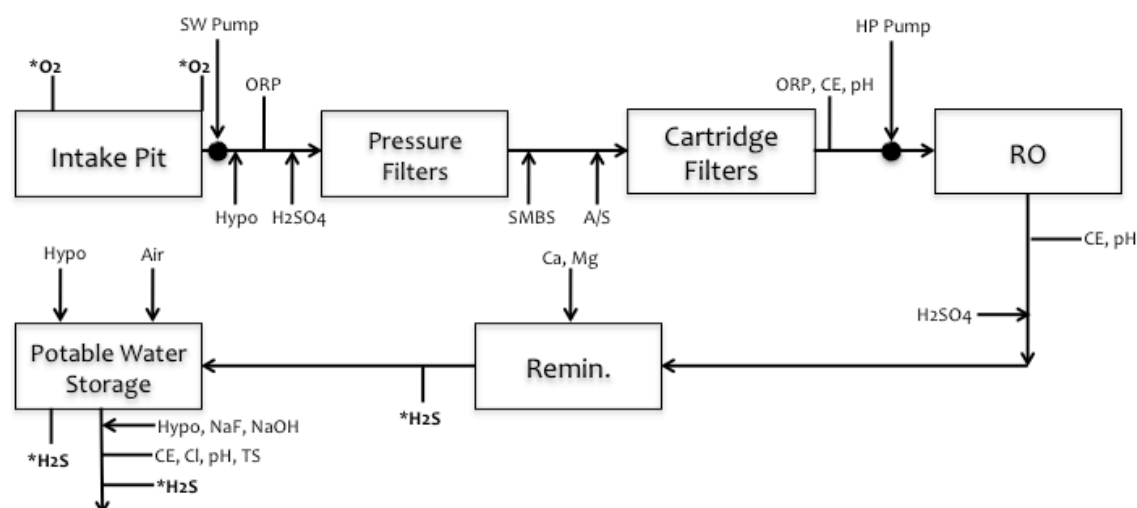 SW Pump
HP Pump
*O2
*O2
ORP
ORP, CE, pH
Intake Pit
Pressure
Filters
Cartridge
Filters
RO
Hypo
H2SO4
SMBS
A/S
CE, pH
Hypo
Air
Ca, Mg
H2SO4
Potable Water
Storage
Remin.
*H2S
Hypo, NaF, NaOH
*H2S
CE, Cl, pH, TS
*H2S